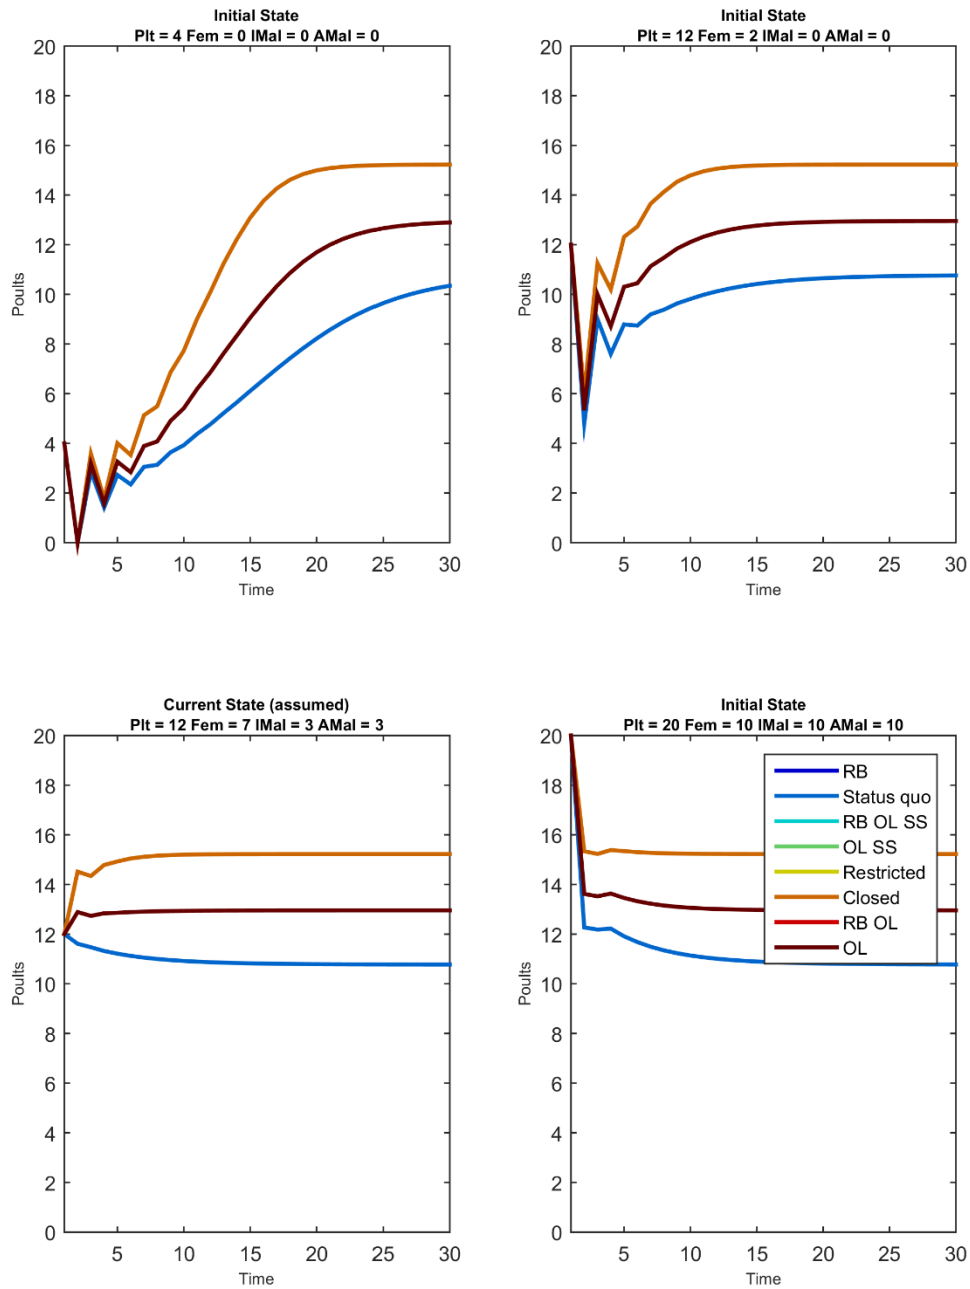 Initial State
Plt = 4 Fem = 0 IMal = 0 AMal = 0
20
18
16
14
12
10
8
6
4
2
0
Poults
5 10 15 20 25 30
Time
Initial State
Plt = 12 Fem = 2 IMal = 0 AMal = 0
20
18
16
14
12
10
8
6
4
2
0
Poults
5 10 15 20 25 30
Time
Current State (assumed)
Plt = 12 Fem = 7 IMal = 3 AMal = 3
20
18
16
14
12
10
8
6
4
2
0
Poults
5 10 15 20 25 30
Time
Initial State
Plt = 20 Fem = 10 IMal = 10 AMal = 10
20
18
16
14
12
10
8
6
4
2
0
Poults
5 10 15 20 25 30
Time
RB
Status quo
RB OL SS
OL SS
Restricted
Closed
RB OL
OL